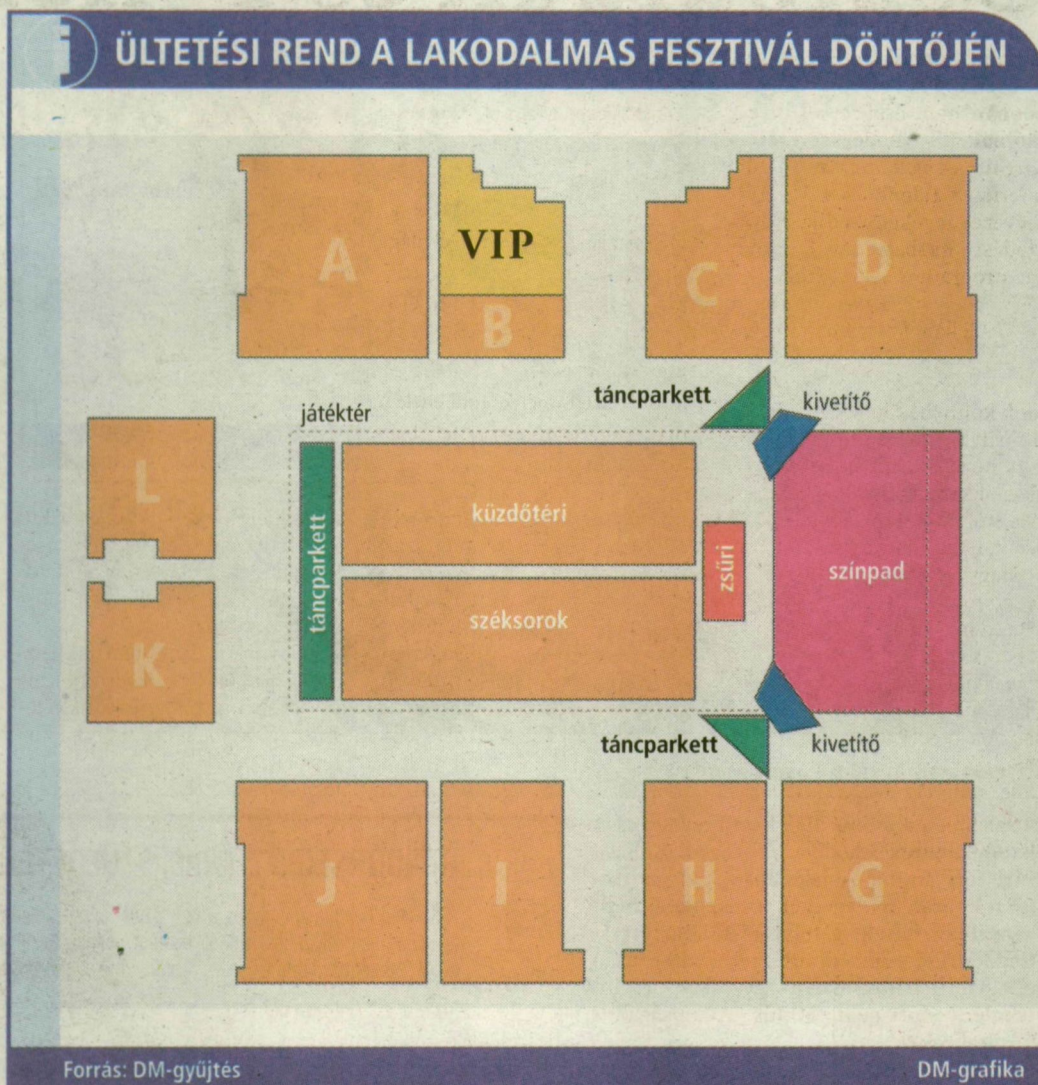 i
ÜLTETÉSI REND A LAKODALMAS FESZTIVÁL DÖNTŐJÉN
A
VIP
B
C
D
táncparkett
kivetítő
játéktér
L
küzdőtéri
táncparkett
zsűri
színpad
széksorok
K
táncparkett
kivetítő
J
I
H
G
Forrás: DM-gyűjtés
DM-grafika